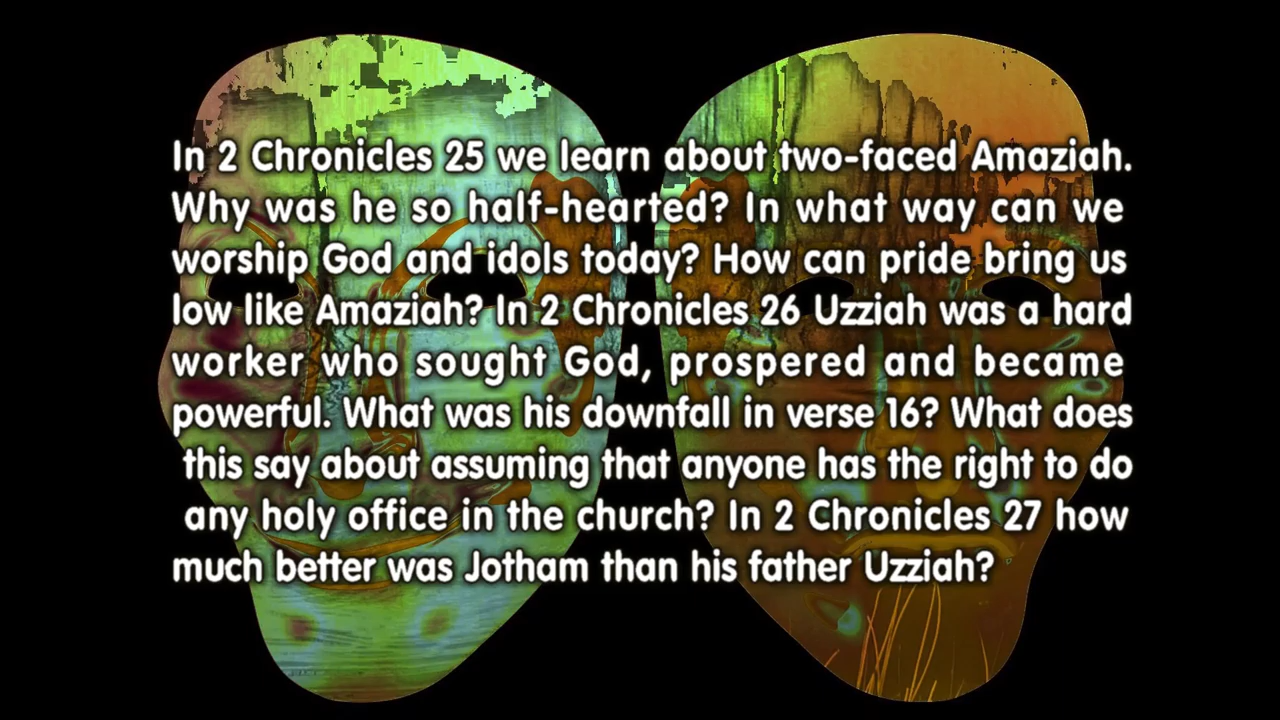 In 2 Chronicles 25 we learn about two-faced Amaziah.
Why was he so half-hearted? In what way can we
worship God and idols today? How can pride bring us
low like Amaziah? In 2 Chronicles 26 Uzziah was a hard
worker who sought God, prospered and became
powerful. What was his downfall in verse 16? What does
this say about assuming that anyone has the right to do
any holy office in the church? In 2 Chronicles 27 how
much better was Jotham than his father Uzziah?